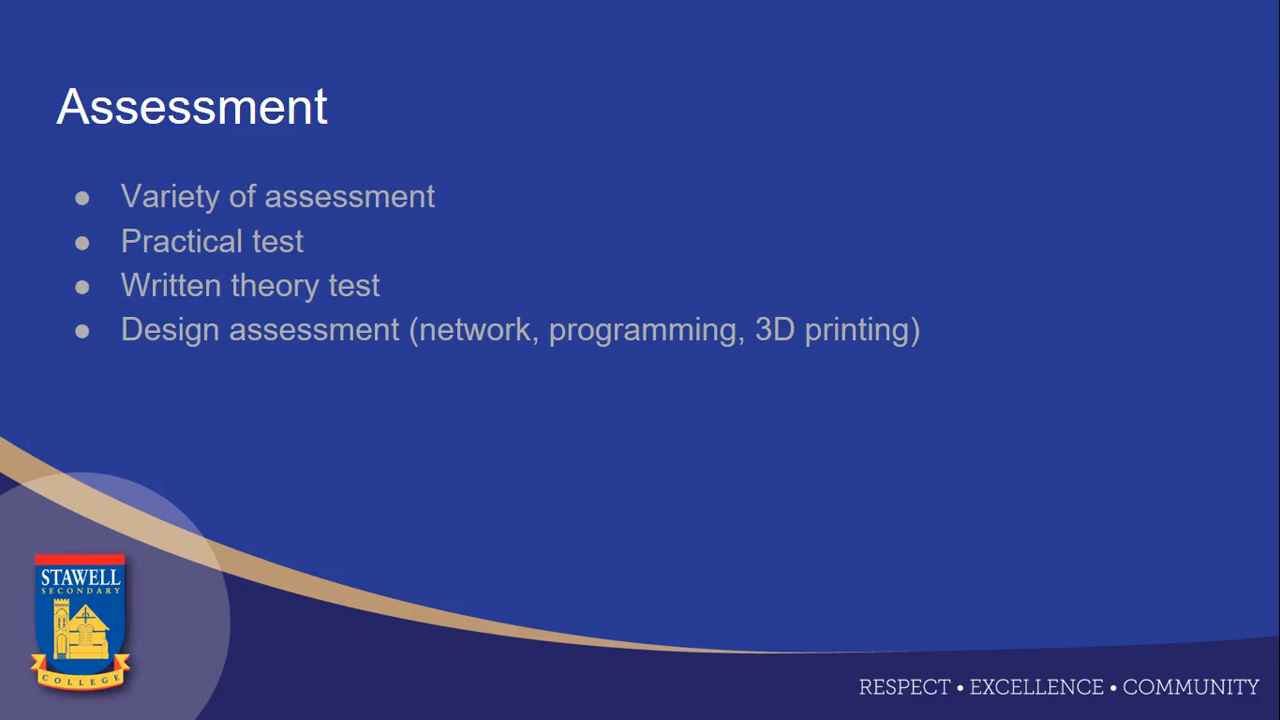 Assessment
● Variety of assessment
● Practical test
● Written theory test
● Design assessment (network, programming, 3D printing)
STAWELL
SECONDARY
COLLEGE
RESPECT • EXCELLENCE • COMMUNITY